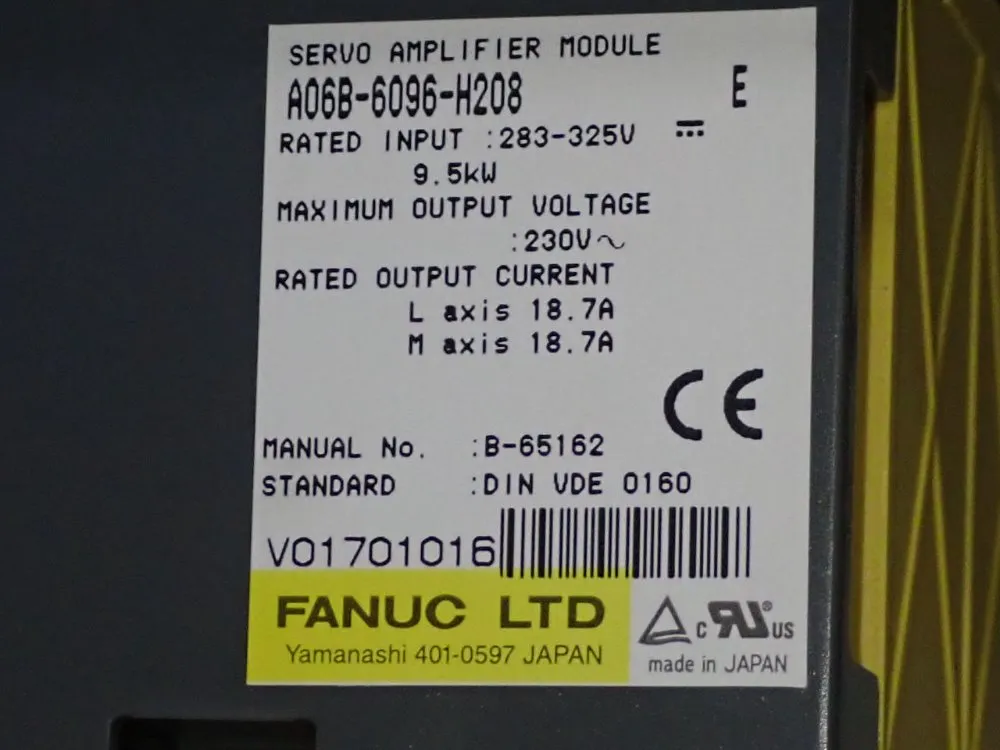 SERVO AMPLIFIER MODULE
A06B-6096-H208 E
RATED INPUT :283-325V ⎓
9.5kW
MAXIMUM OUTPUT VOLTAGE
:230V～
RATED OUTPUT CURRENT
L axis 18.7A
M axis 18.7A
CE
MANUAL No. :B-65162
STANDARD :DIN VDE 0160
V01701016
FANUC LTD
Yamanashi 401-0597 JAPAN
c RU® US
made in JAPAN